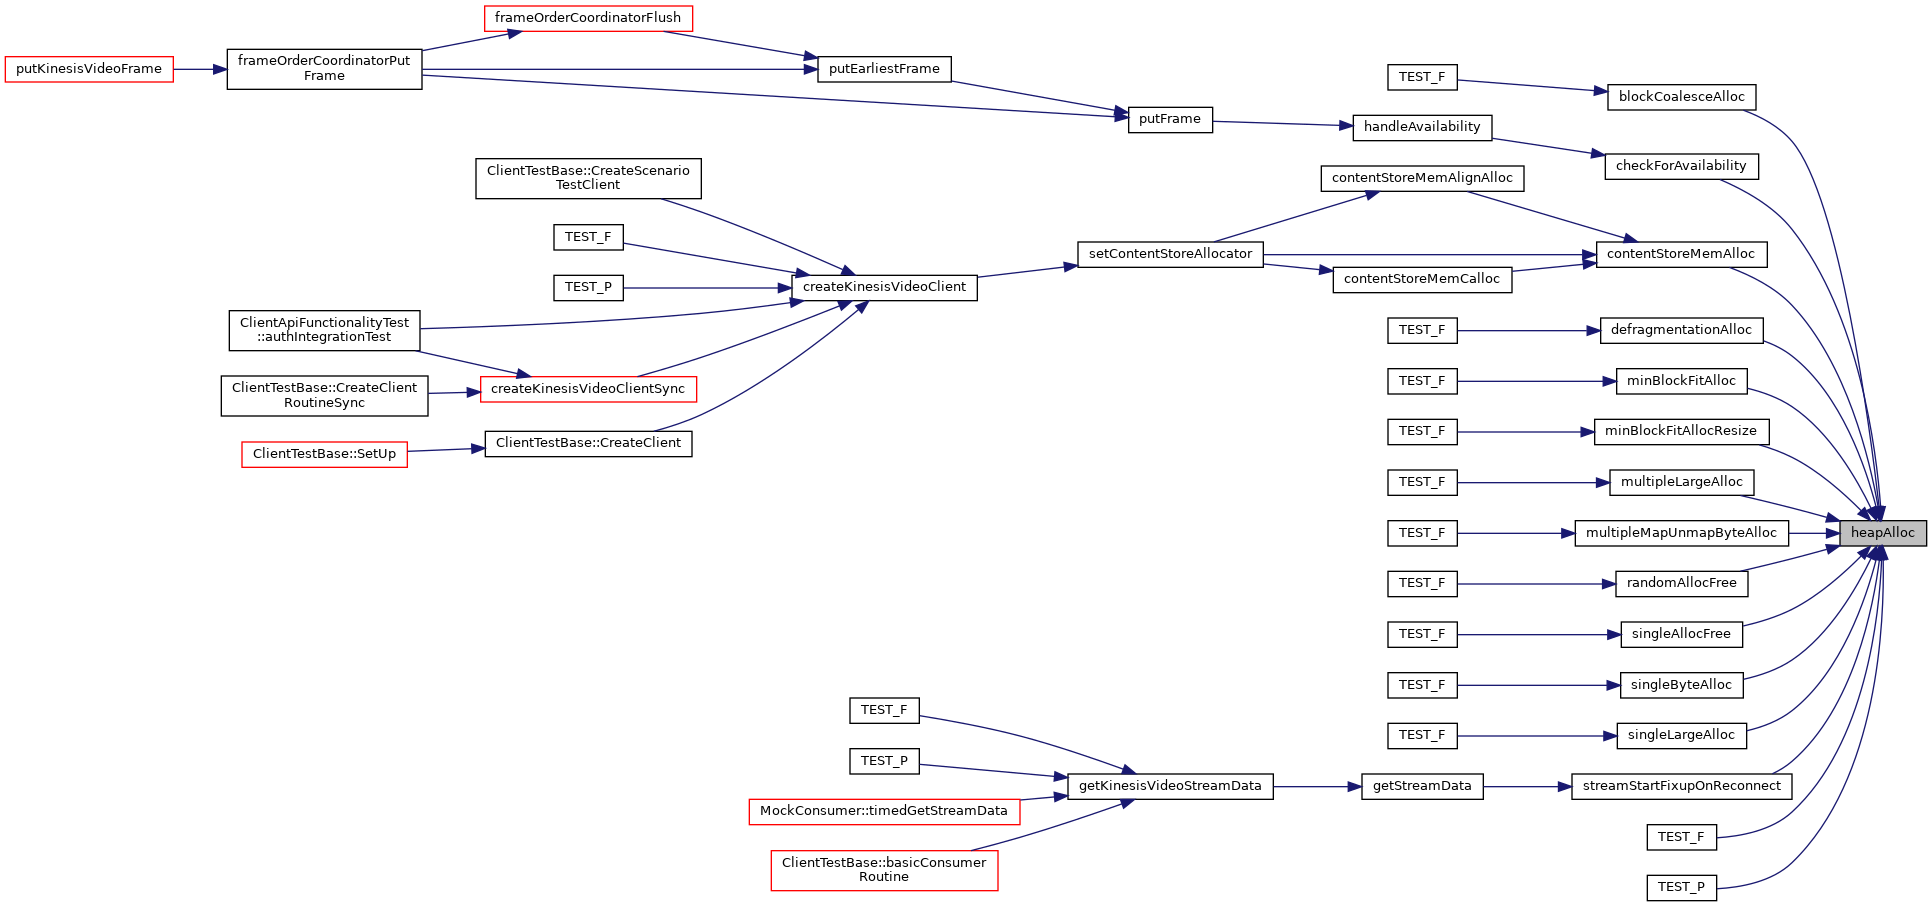 frameOrderCoordinatorFlush
putKinesisVideoFrame
frameOrderCoordinatorPut
Frame
putEarliestFrame
TEST_F
blockCoalesceAlloc
putFrame
handleAvailability
checkForAvailability
ClientTestBase::CreateScenario
TestClient
contentStoreMemAlignAlloc
TEST_F
setContentStoreAllocator
contentStoreMemAlloc
TEST_P
createKinesisVideoClient
contentStoreMemCalloc
ClientApiFunctionalityTest
::authIntegrationTest
TEST_F
defragmentationAlloc
ClientTestBase::CreateClient
RoutineSync
createKinesisVideoClientSync
TEST_F
minBlockFitAlloc
ClientTestBase::SetUp
ClientTestBase::CreateClient
TEST_F
minBlockFitAllocResize
TEST_F
multipleLargeAlloc
TEST_F
multipleMapUnmapByteAlloc
heapAlloc
TEST_F
randomAllocFree
TEST_F
singleAllocFree
TEST_F
singleByteAlloc
TEST_F
TEST_F
singleLargeAlloc
TEST_P
getKinesisVideoStreamData
getStreamData
streamStartFixupOnReconnect
MockConsumer::timedGetStreamData
TEST_F
ClientTestBase::basicConsumer
Routine
TEST_P